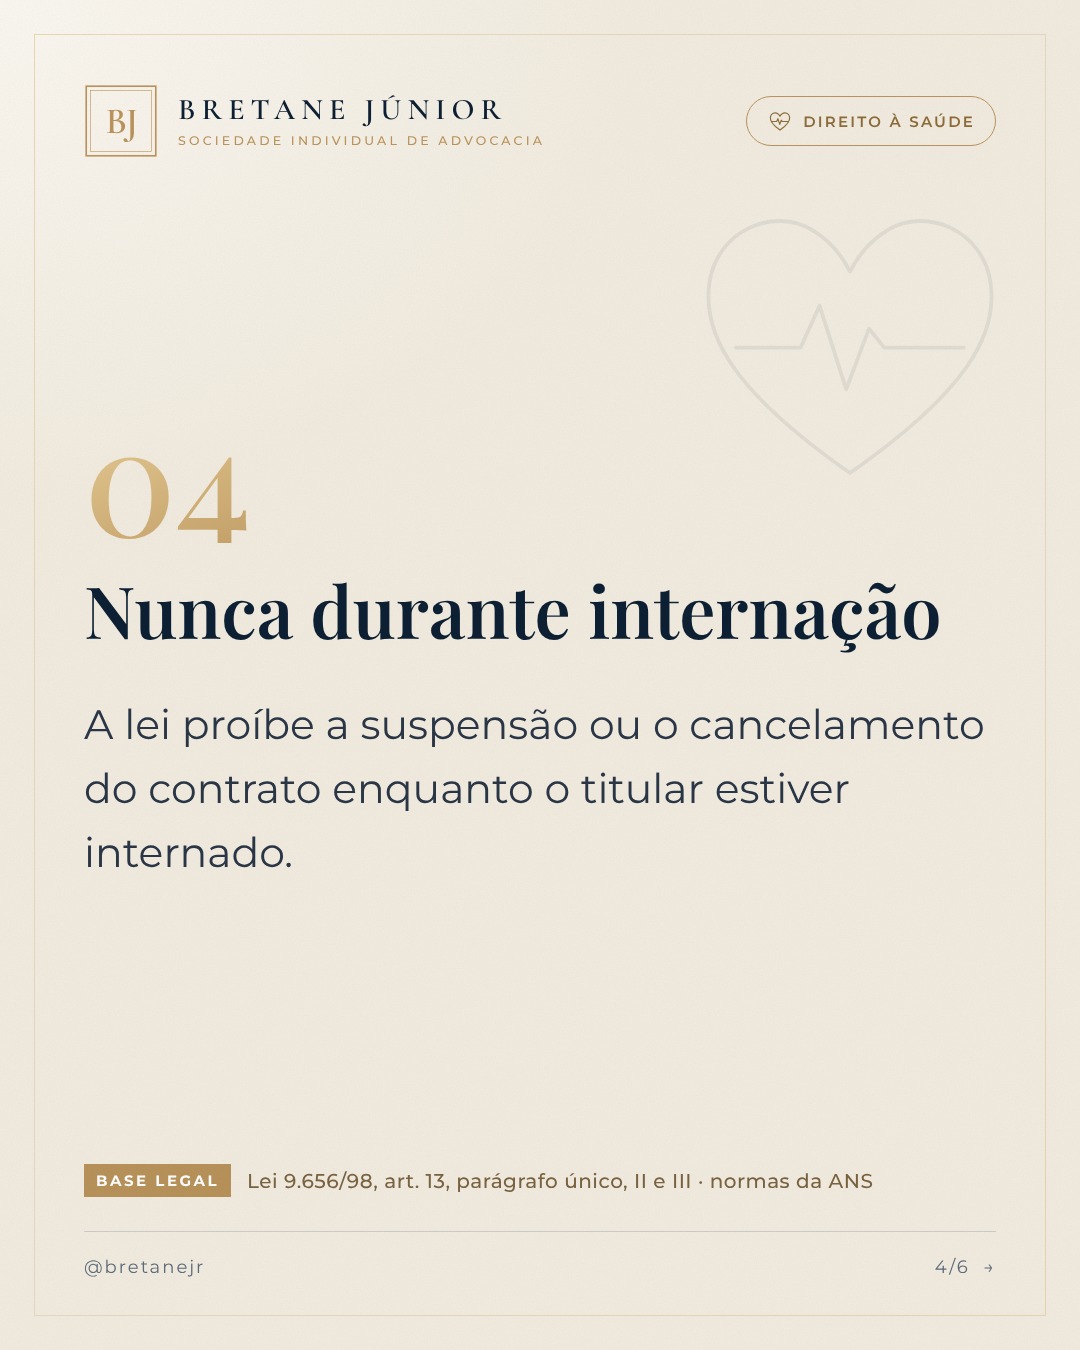 BJ
BRETANE JÚNIOR
SOCIEDADE INDIVIDUAL DE ADVOCACIA
DIREITO À SAÚDE
04
Nunca durante internação
A lei proíbe a suspensão ou o cancelamento
do contrato enquanto o titular estiver
internado.
BASE LEGAL Lei 9.656/98, art. 13, parágrafo único, II e III · normas da ANS
@bretanejr
4/6 →